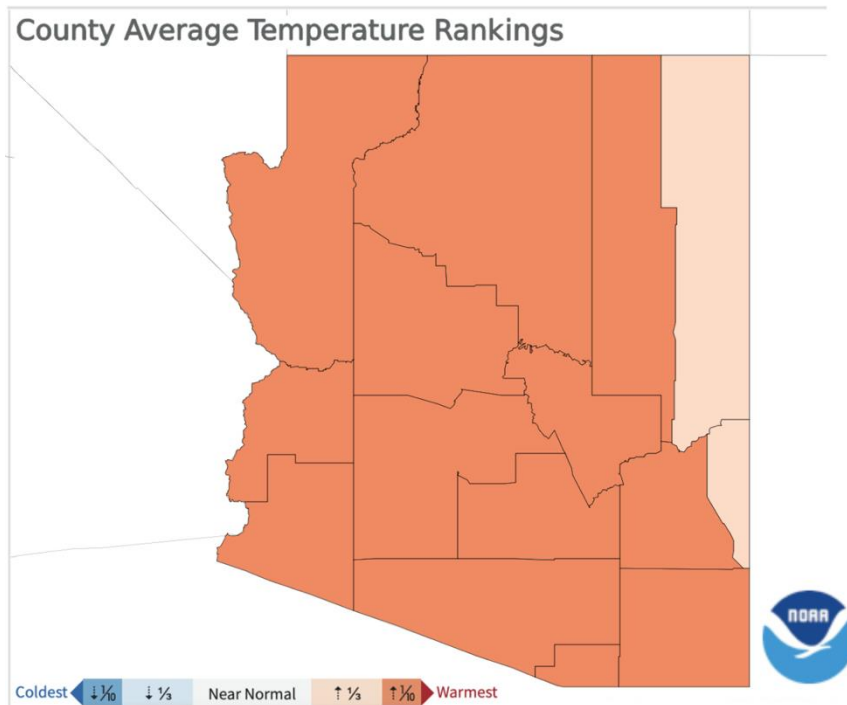 County Average Temperature Rankings
NOAA
Coldest ↓ ⅒ ↓ ⅓ Near Normal ↑ ⅓ ↑ ⅒ Warmest